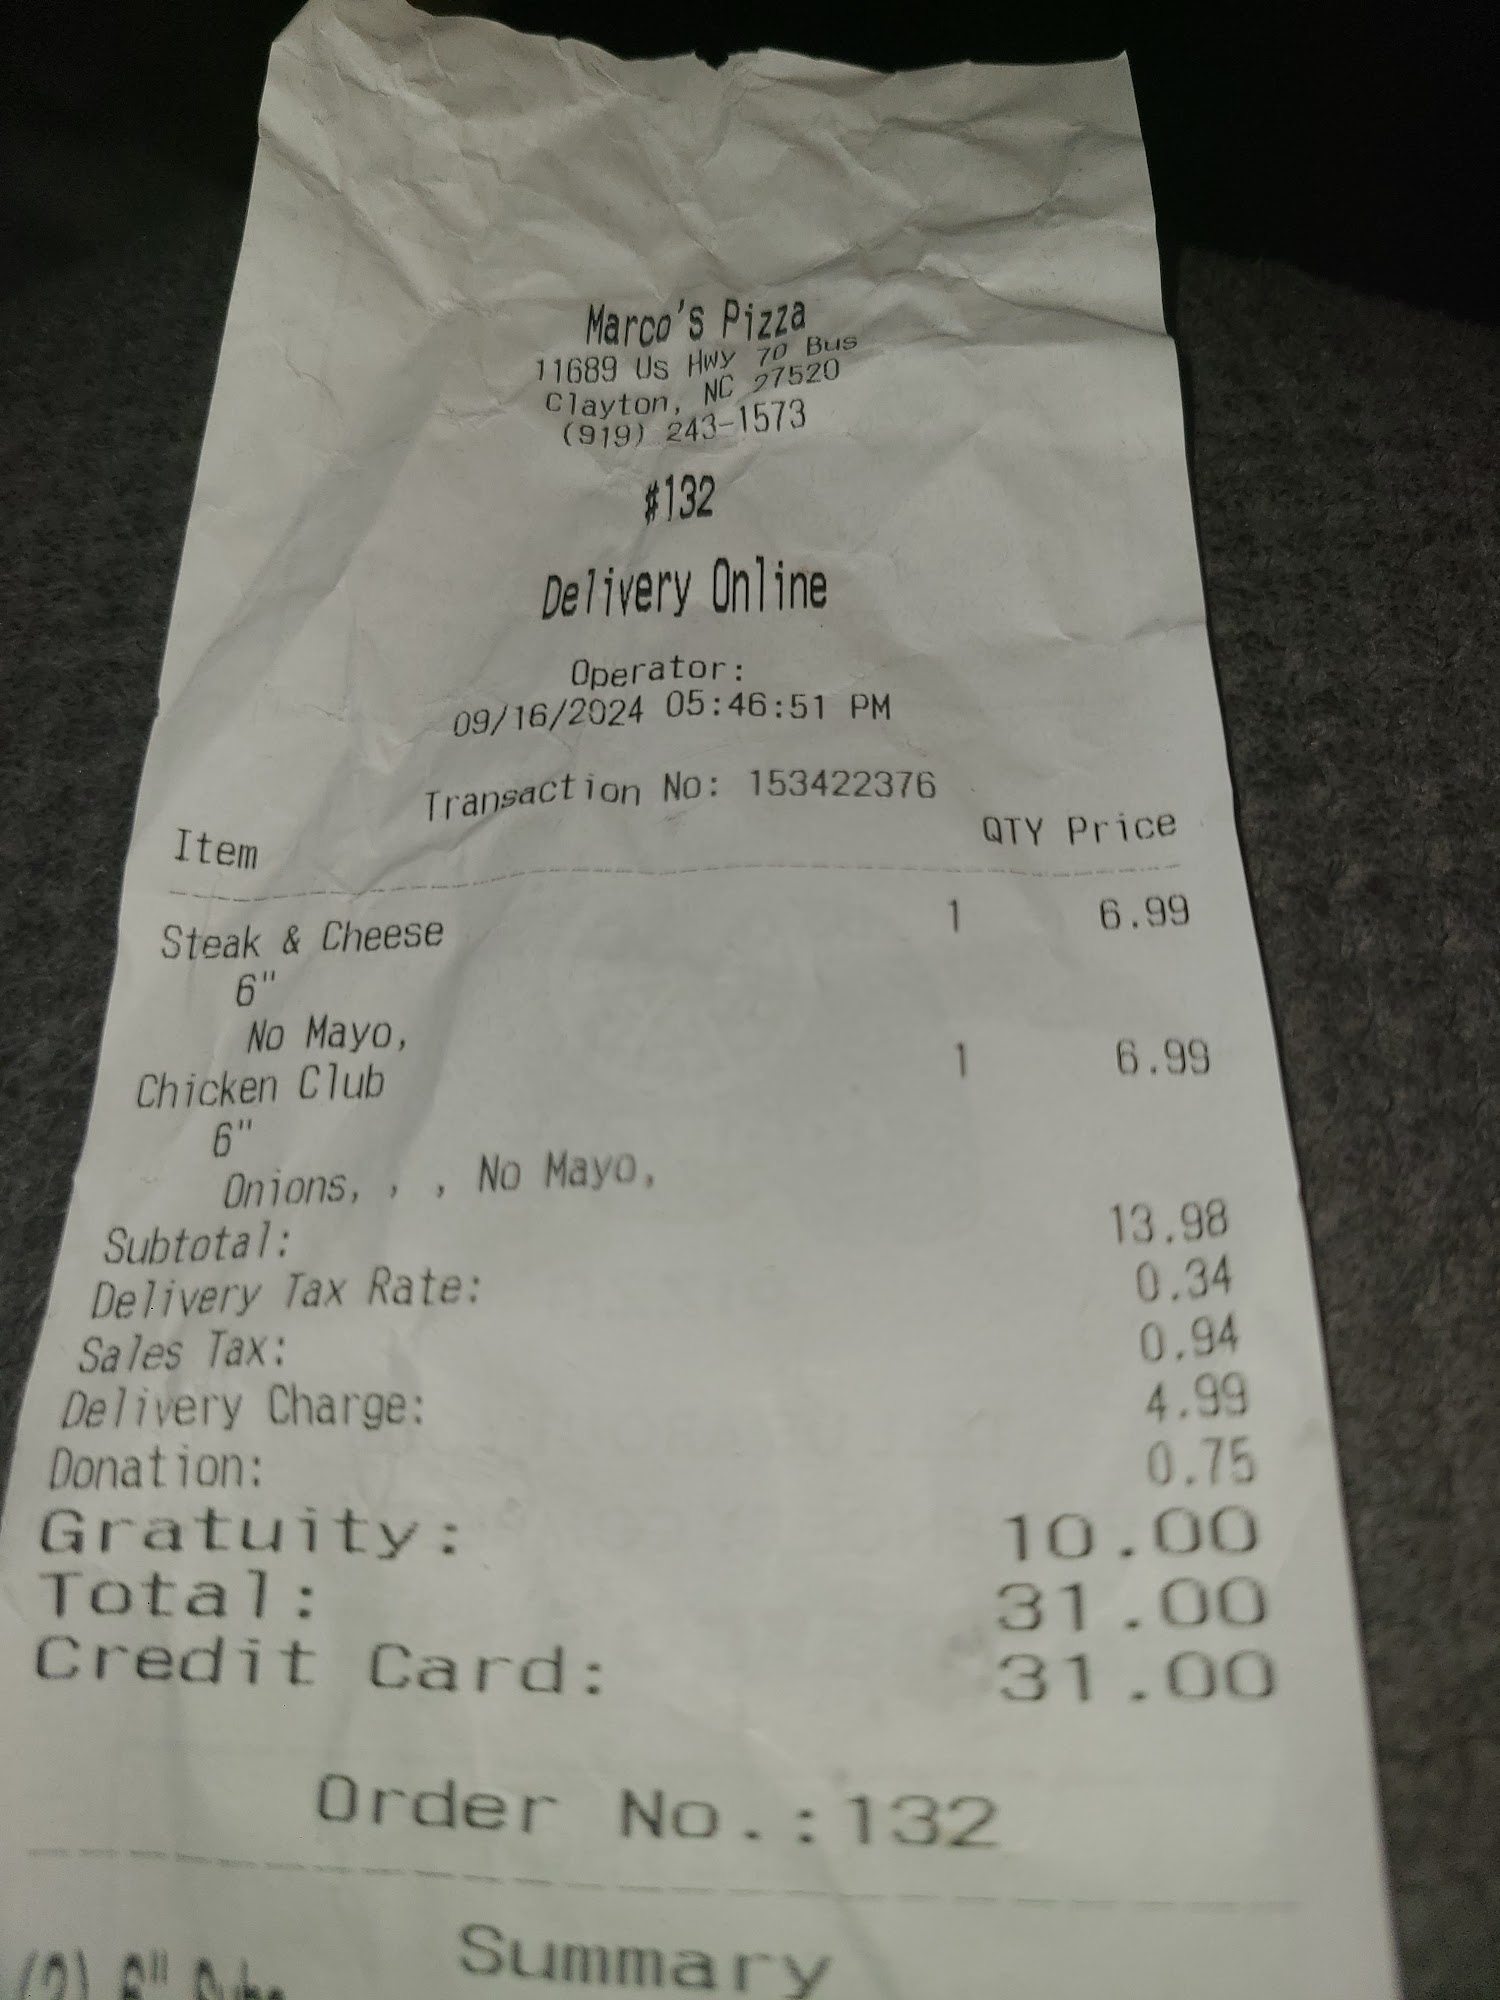 Marco's Pizza
11689 Us Hwy 70 Bus
Clayton, NC 27520
(919) 243-1573
#132
Delivery Online
Operator:
09/16/2024 05:46:51 PM
Transaction No: 153422376
Item QTY Price
Steak & Cheese 1 6.99
6"
No Mayo,
Chicken Club 1 6.99
6"
Onions, , , No Mayo,
Subtotal: 13.98
Delivery Tax Rate: 0.34
Sales Tax: 0.94
Delivery Charge: 4.99
Donation: 0.75
Gratuity: 10.00
Total: 31.00
Credit Card: 31.00
Order No.:132
Summary
(2) 6" Subs